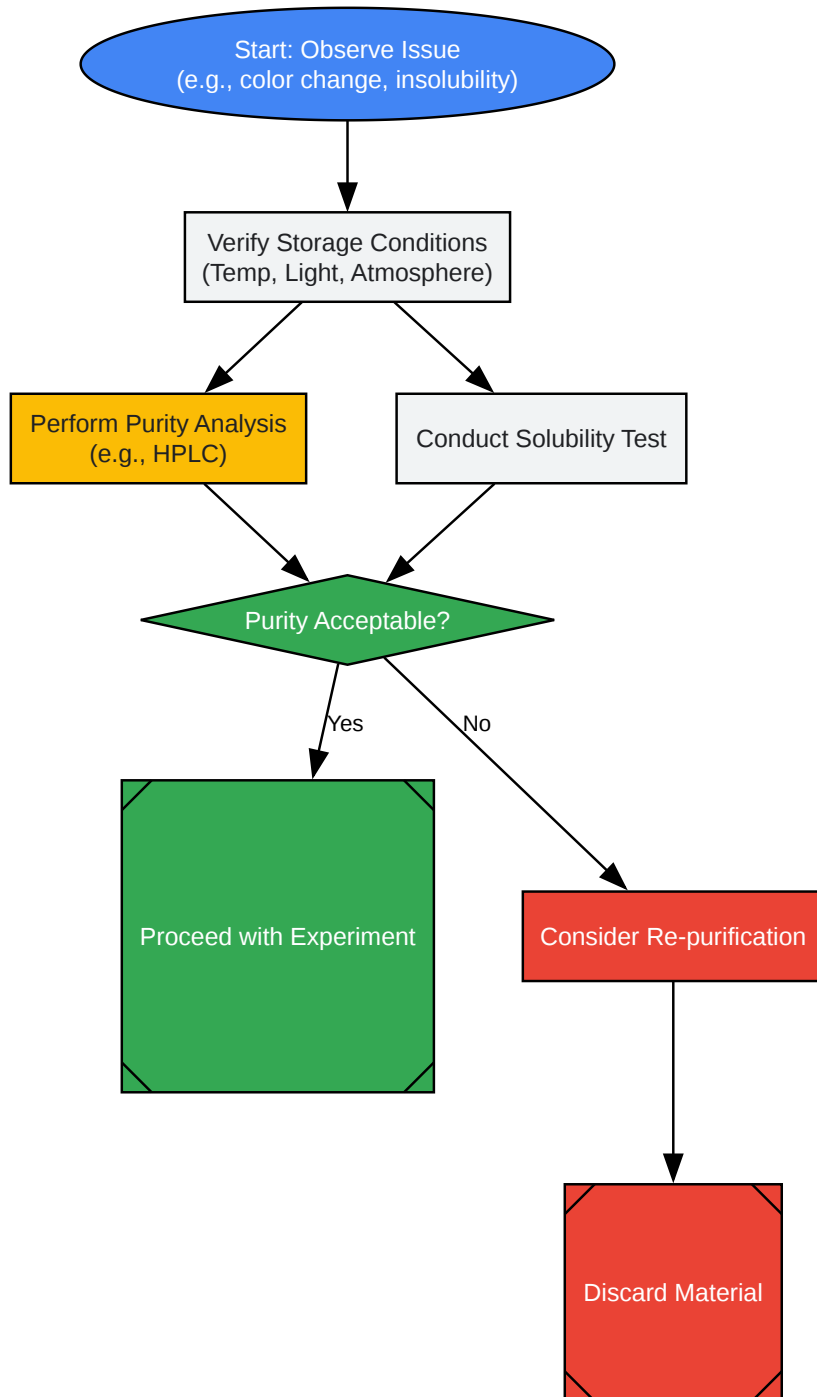 Start: Observe Issue
(e.g., color change, insolubility)
Verify Storage Conditions
(Temp, Light, Atmosphere)
Perform Purity Analysis
(e.g., HPLC)
Conduct Solubility Test
Purity Acceptable?
Yes
No
Proceed with Experiment
Consider Re-purification
Discard Material